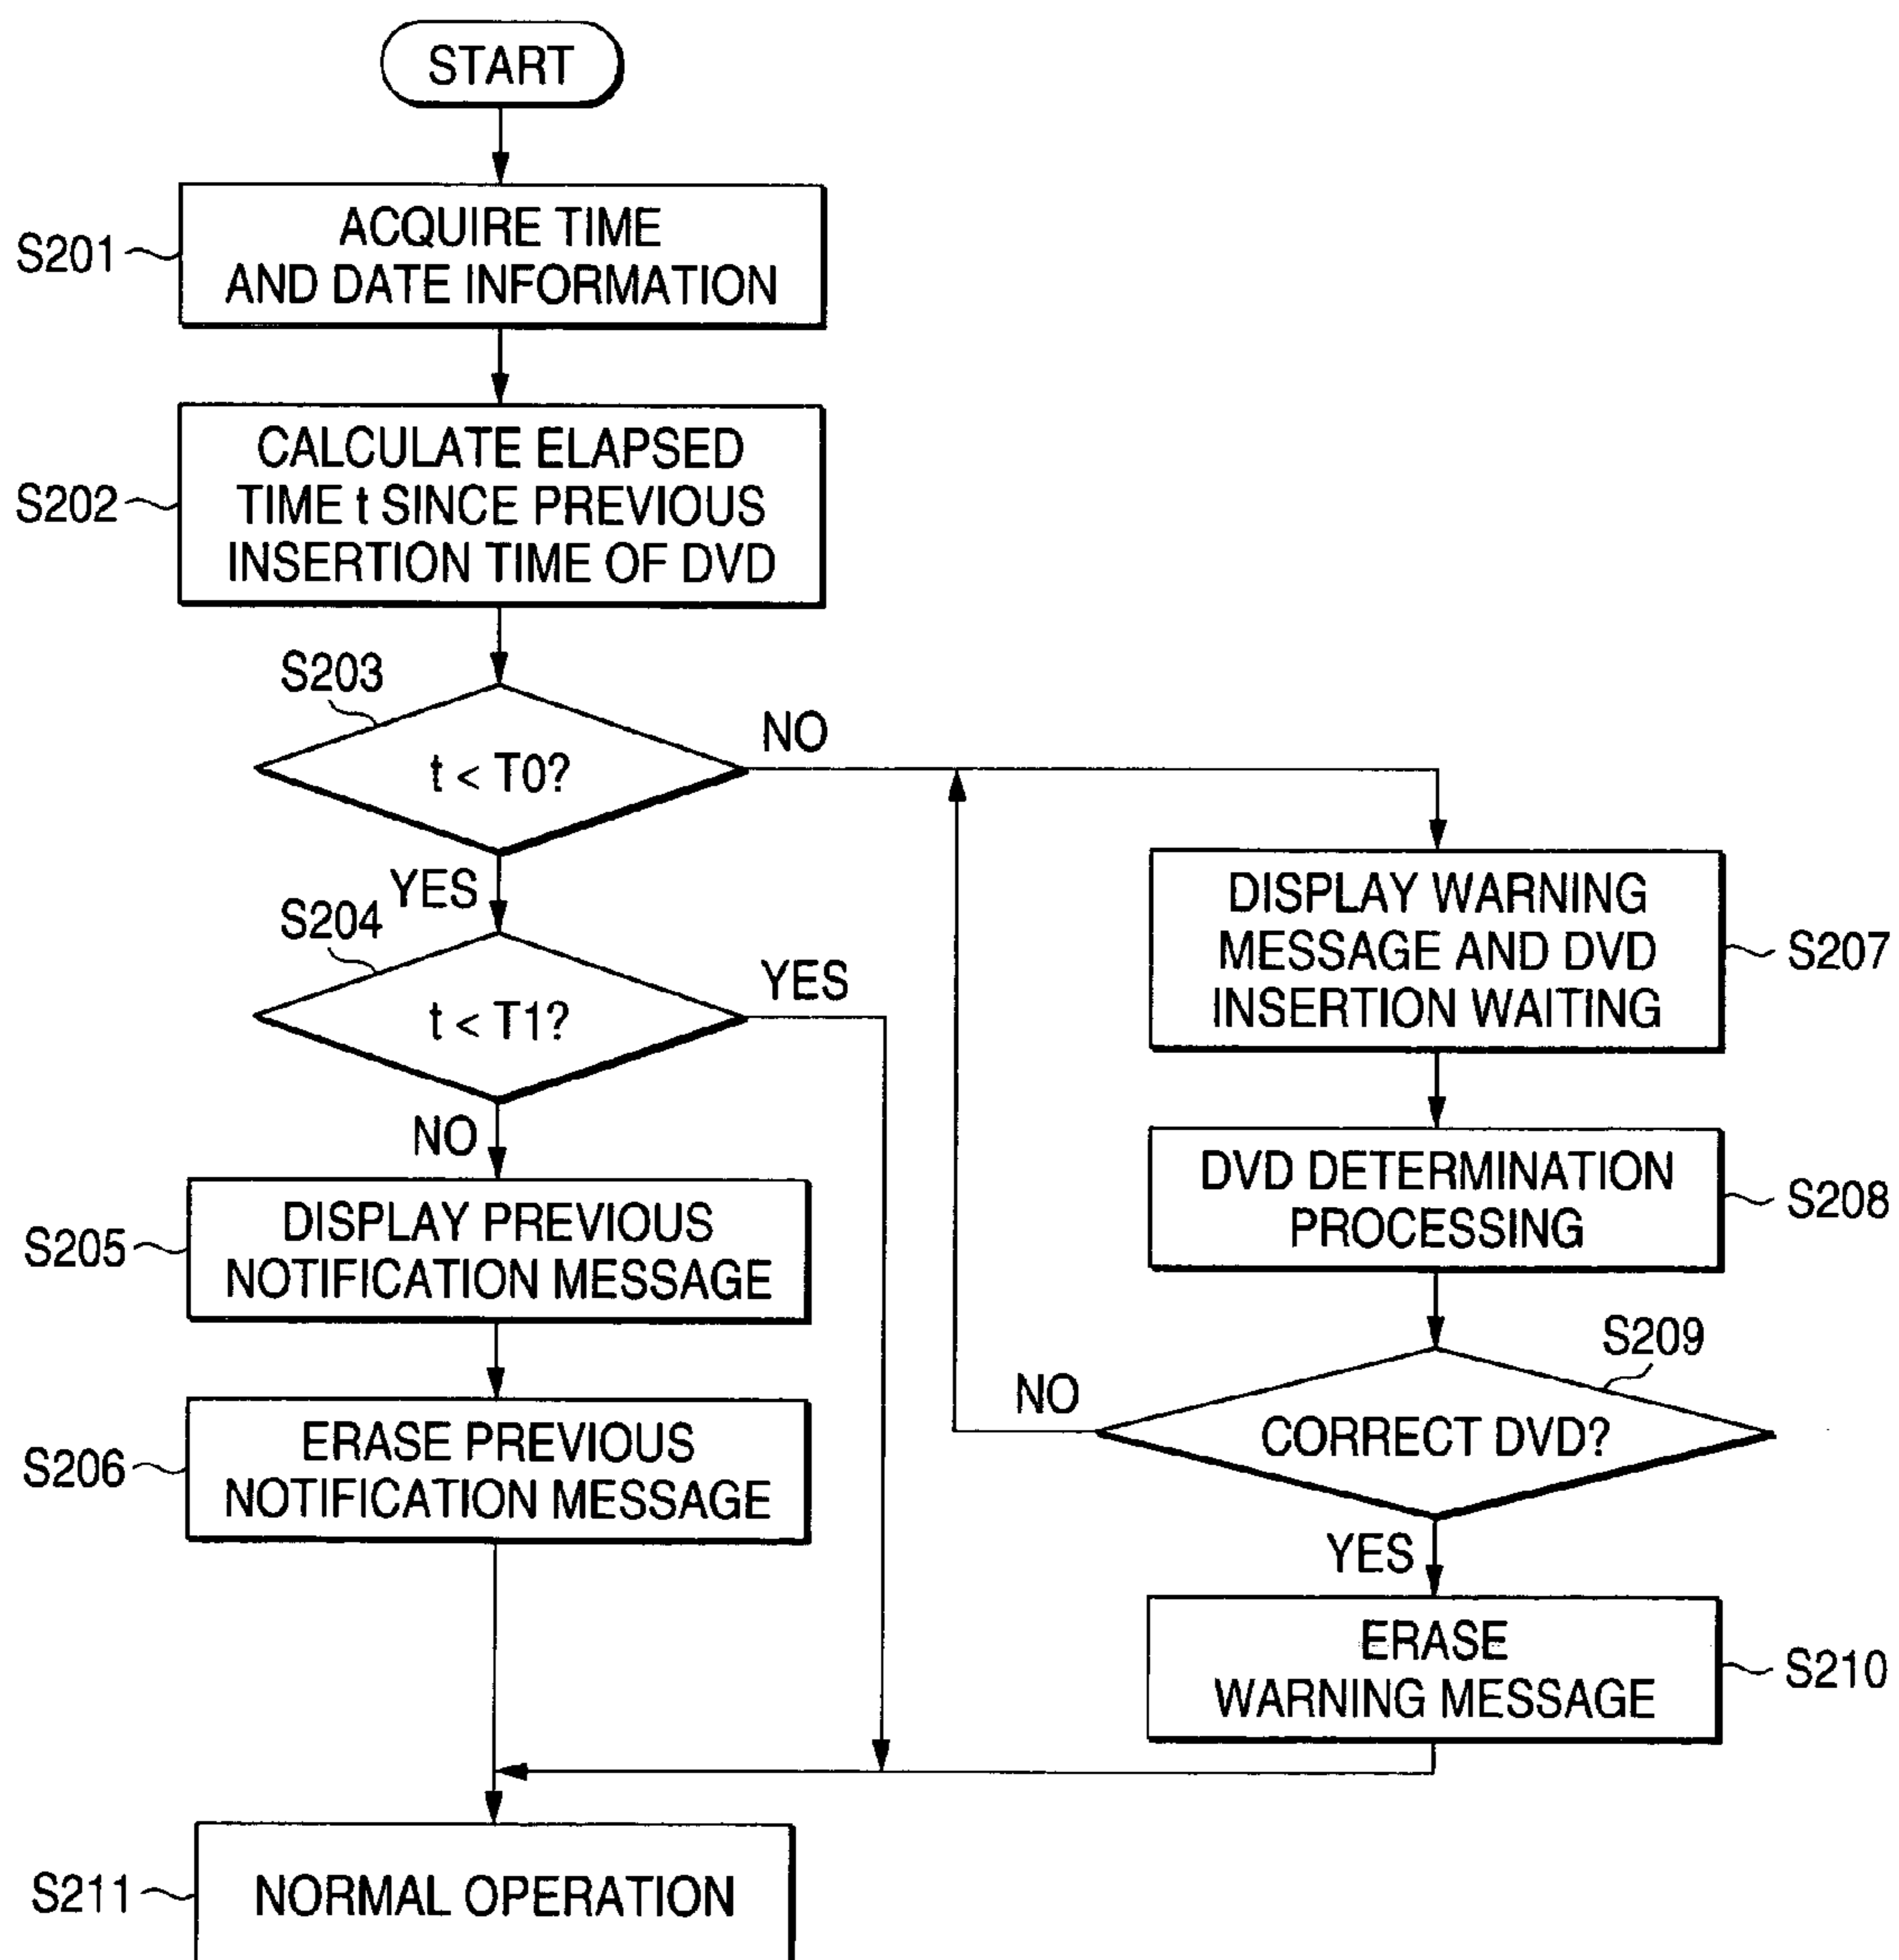 START
S201
ACQUIRE TIME
AND DATE INFORMATION
S202
CALCULATE ELAPSED
TIME t SINCE PREVIOUS
INSERTION TIME OF DVD
S203
t < T0?
NO
YES
S204
t < T1?
YES
NO
S205
DISPLAY PREVIOUS
NOTIFICATION MESSAGE
S206
ERASE PREVIOUS
NOTIFICATION MESSAGE
DISPLAY WARNING
MESSAGE AND DVD
INSERTION WAITING
S207
DVD DETERMINATION
PROCESSING
S208
S209
CORRECT DVD?
NO
YES
ERASE
WARNING MESSAGE
S210
S211
NORMAL OPERATION